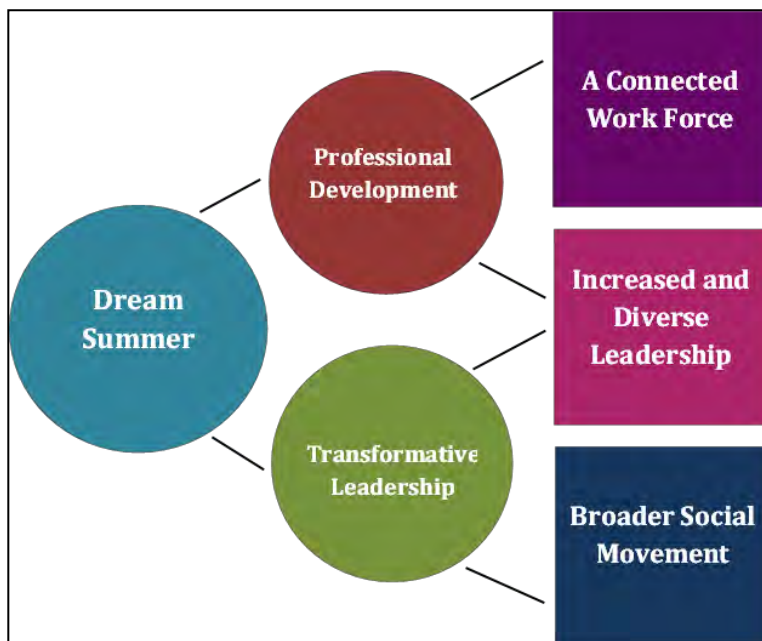 Dream
Summer
Professional
Development
Transformative
Leadership
A Connected
Work Force
Increased and
Diverse
Leadership
Broader Social
Movement